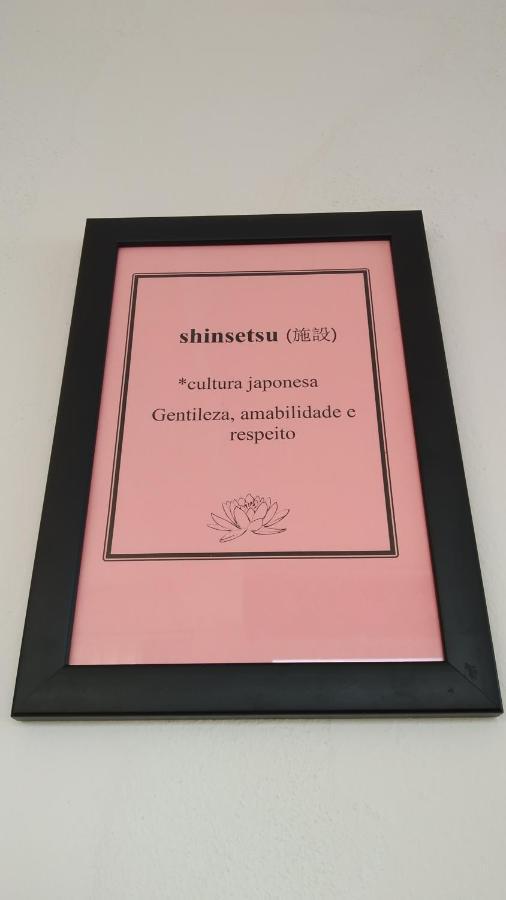 shinsetsu (施設)
*cultura japonesa
Gentileza, amabilidade e
respeito